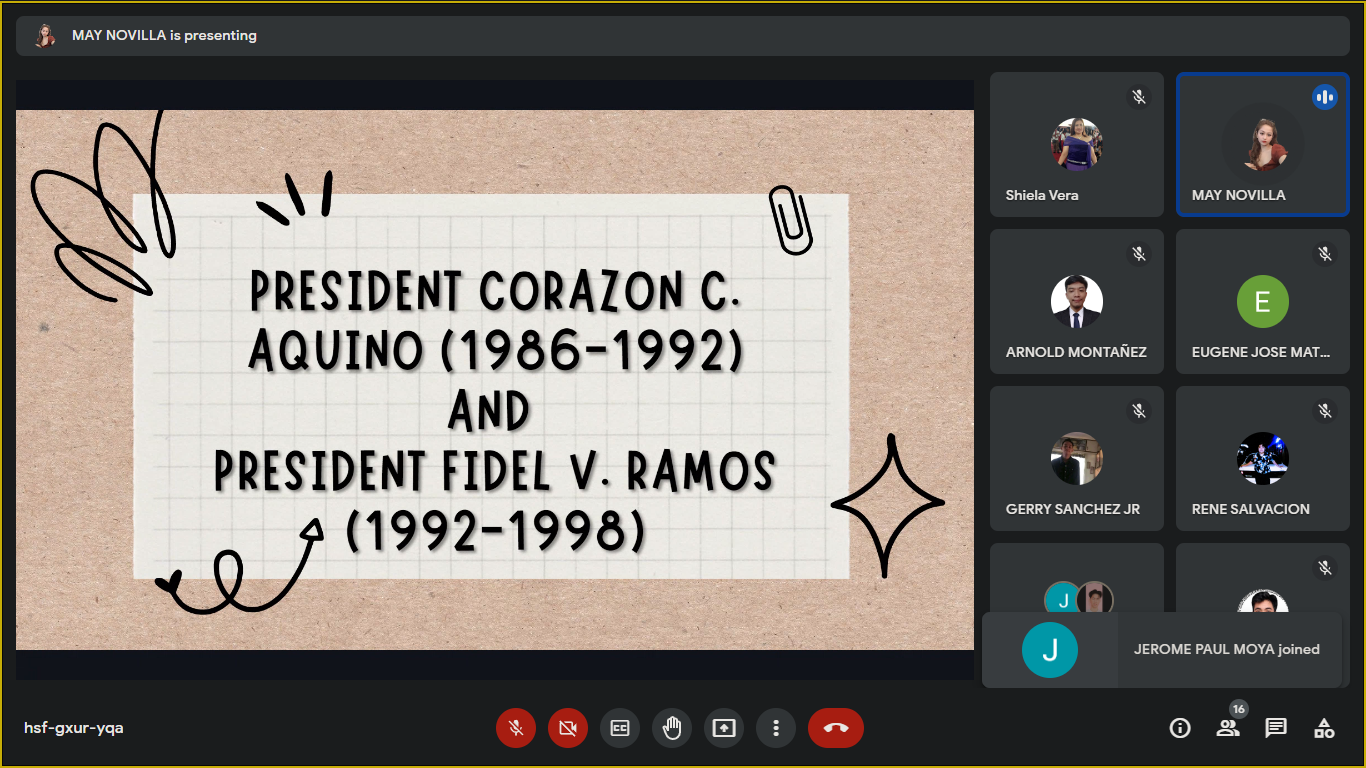 MAY NOVILLA is presenting
PRESIDENT CORAZON C.
AQUINO (1986-1992)
AND
PRESIDENT FIDEL V. RAMOS
(1992-1998)
Shiela Vera
MAY NOVILLA
ARNOLD MONTAÑEZ
E
EUGENE JOSE MAT...
GERRY SANCHEZ JR
RENE SALVACION
J
J
JEROME PAUL MOYA joined
hsf-gxur-yqa
CC
16